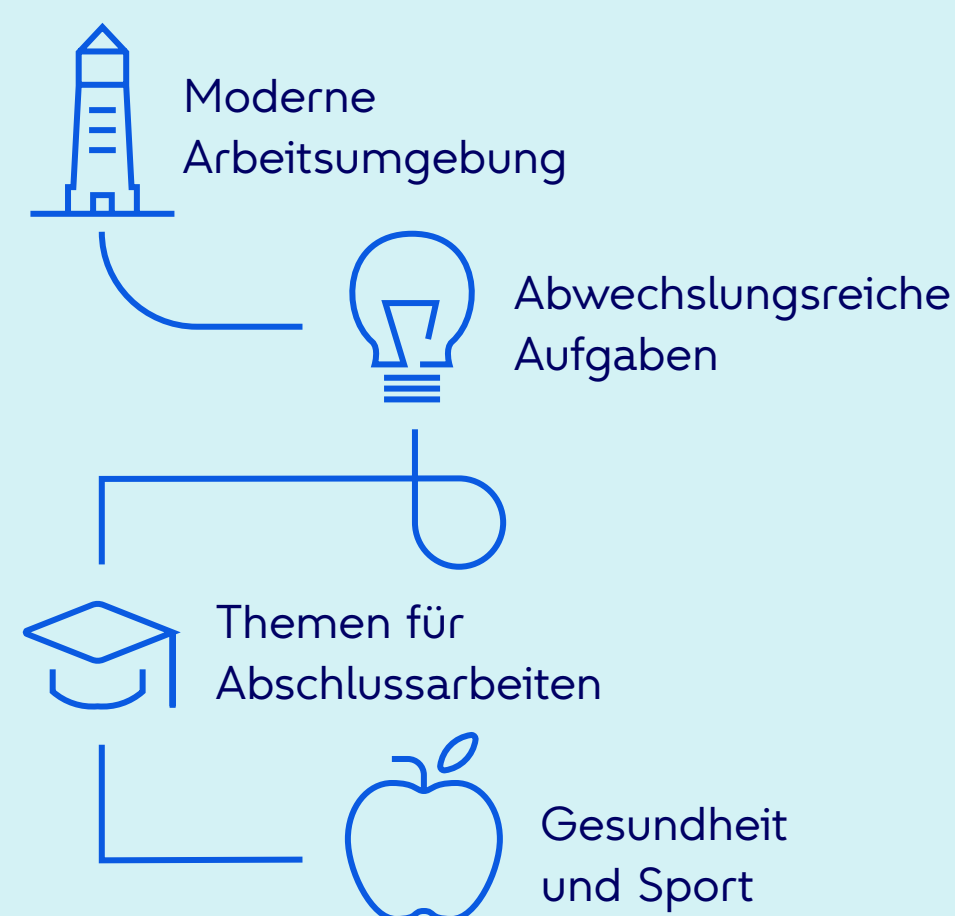 Moderne
Arbeitsumgebung
Abwechslungsreiche
Aufgaben
Themen für
Abschlussarbeiten
Gesundheit
und Sport